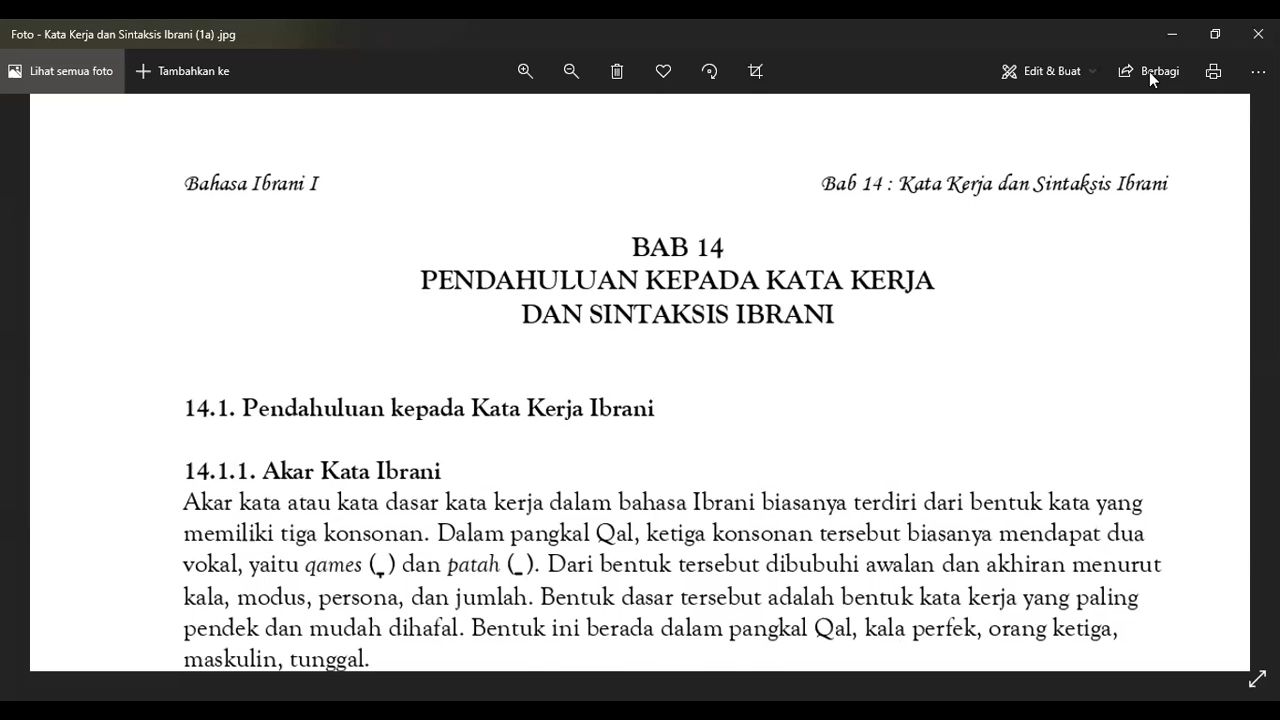 Foto - Kata Kerja dan Sintaksis Ibrani (1a) .jpg
Lihat semua foto
Tambahkan ke
Edit & Buat
Berbagi
Bahasa Ibrani I
Bab 14 : Kata Kerja dan Sintaksis Ibrani
BAB 14
PENDAHULUAN KEPADA KATA KERJA
DAN SINTAKSIS IBRANI
14.1. Pendahuluan kepada Kata Kerja Ibrani
14.1.1. Akar Kata Ibrani
Akar kata atau kata dasar kata kerja dalam bahasa Ibrani biasanya terdiri dari bentuk kata yang
memiliki tiga konsonan. Dalam pangkal Qal, ketiga konsonan tersebut biasanya mendapat dua
vokal, yaitu qames ( ָ ) dan patah ( ַ ). Dari bentuk tersebut dibubuhi awalan dan akhiran menurut
kala, modus, persona, dan jumlah. Bentuk dasar tersebut adalah bentuk kata kerja yang paling
pendek dan mudah dihafal. Bentuk ini berada dalam pangkal Qal, kala perfek, orang ketiga,
maskulin, tunggal.